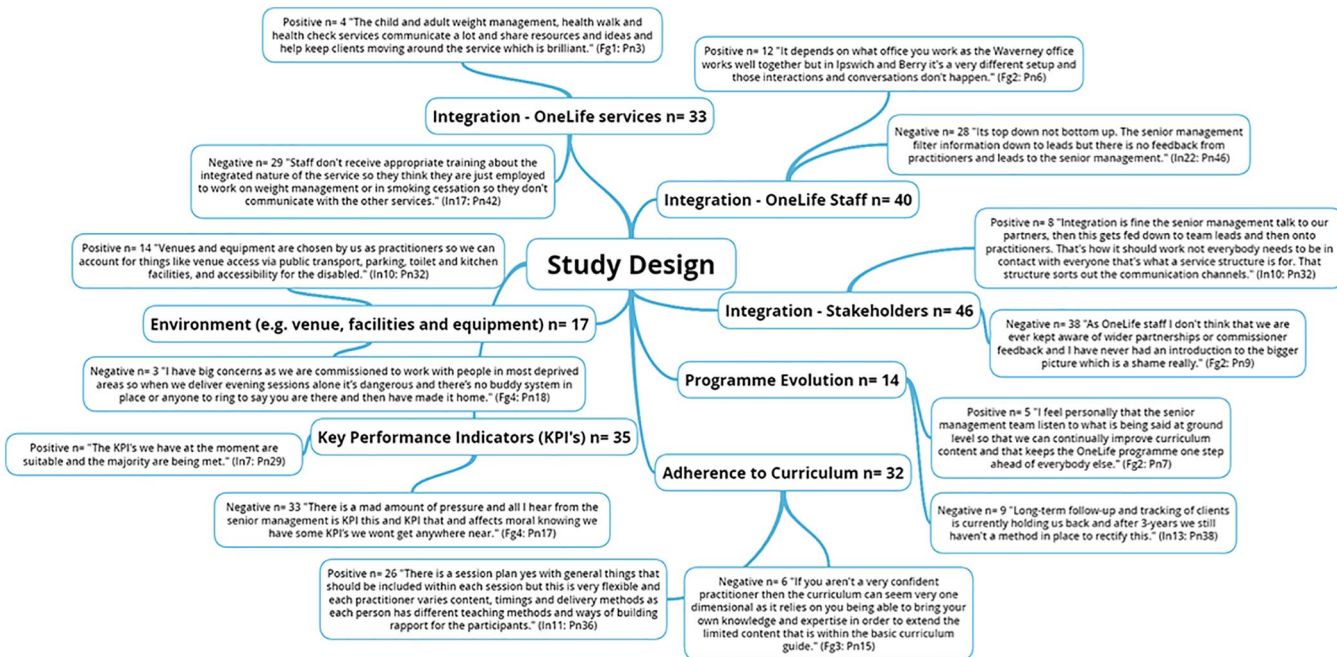 Positive n= 4 "The child and adult weight management, health walk and
health check services communicate a lot and share resources and ideas and
help keep clients moving around the service which is brilliant." (Fg1: Pn3)
Integration - OneLife services n= 33
Negative n= 29 "Staff don't receive appropriate training about the
integrated nature of the service so they think they are just employed
to work on weight management or in smoking cessation so they don't
communicate with the other services." (In17: Pn42)
Positive n= 12 "It depends on what office you work as the Waverney office
works well together but in Ipswich and Berry it's a very different setup and
those interactions and conversations don't happen." (Fg2: Pn6)
Negative n= 28 "Its top down not bottom up. The senior management
filter information down to leads but there is no feedback from
practitioners and leads to the senior management." (In22: Pn46)
Integration - OneLife Staff n= 40
Study Design
Positive n= 14 "Venues and equipment are chosen by us as practitioners so we can
account for things like venue access via public transport, parking, toilet and kitchen
facilities, and accessibility for the disabled." (In10: Pn32)
Environment (e.g. venue, facilities and equipment) n= 17
Negative n= 3 "I have big concerns as we are commissioned to work with people in most deprived
areas so when we deliver evening sessions alone it's dangerous and there's no buddy system in
place or anyone to ring to say you are there and then have made it home." (Fg4: Pn18)
Positive n= 8 "Integration is fine the senior management talk to our
partners, then this gets fed down to team leads and then onto
practitioners. That's how it should work not everybody needs to be in
contact with everyone that's what a service structure is for. That
structure sorts out the communication channels." (In10: Pn32)
Integration - Stakeholders n= 46
Negative n= 38 "As OneLife staff I don't think that we are
ever kept aware of wider partnerships or commissioner
feedback and I have never had an introduction to the bigger
picture which is a shame really." (Fg2: Pn9)
Programme Evolution n= 14
Positive n= 5 "I feel personally that the senior
management team listen to what is being said at ground
level so that we can continually improve curriculum
content and that keeps the OneLife programme one step
ahead of everybody else." (Fg2: Pn7)
Negative n= 9 "Long-term follow-up and tracking of clients
is currently holding us back and after 3-years we still
haven't a method in place to rectify this." (In13: Pn38)
Key Performance Indicators (KPI's) n= 35
Positive n= "The KPI's we have at the moment are
suitable and the majority are being met." (In7: Pn29)
Negative n= 33 "There is a mad amount of pressure and all I hear from the
senior management is KPI this and KPI that and affects moral knowing we
have some KPI's we wont get anywhere near." (Fg4: Pn17)
Adherence to Curriculum n= 32
Positive n= 26 "There is a session plan yes with general things that
should be included within each session but this is very flexible and
each practitioner varies content, timings and delivery methods as
each person has different teaching methods and ways of building
rapport for the participants." (In11: Pn36)
Negative n= 6 "If you aren't a very confident
practitioner then the curriculum can seem very one
dimensional as it relies on you being able to bring your
own knowledge and expertise in order to extend the
limited content that is within the basic curriculum
guide." (Fg3: Pn15)